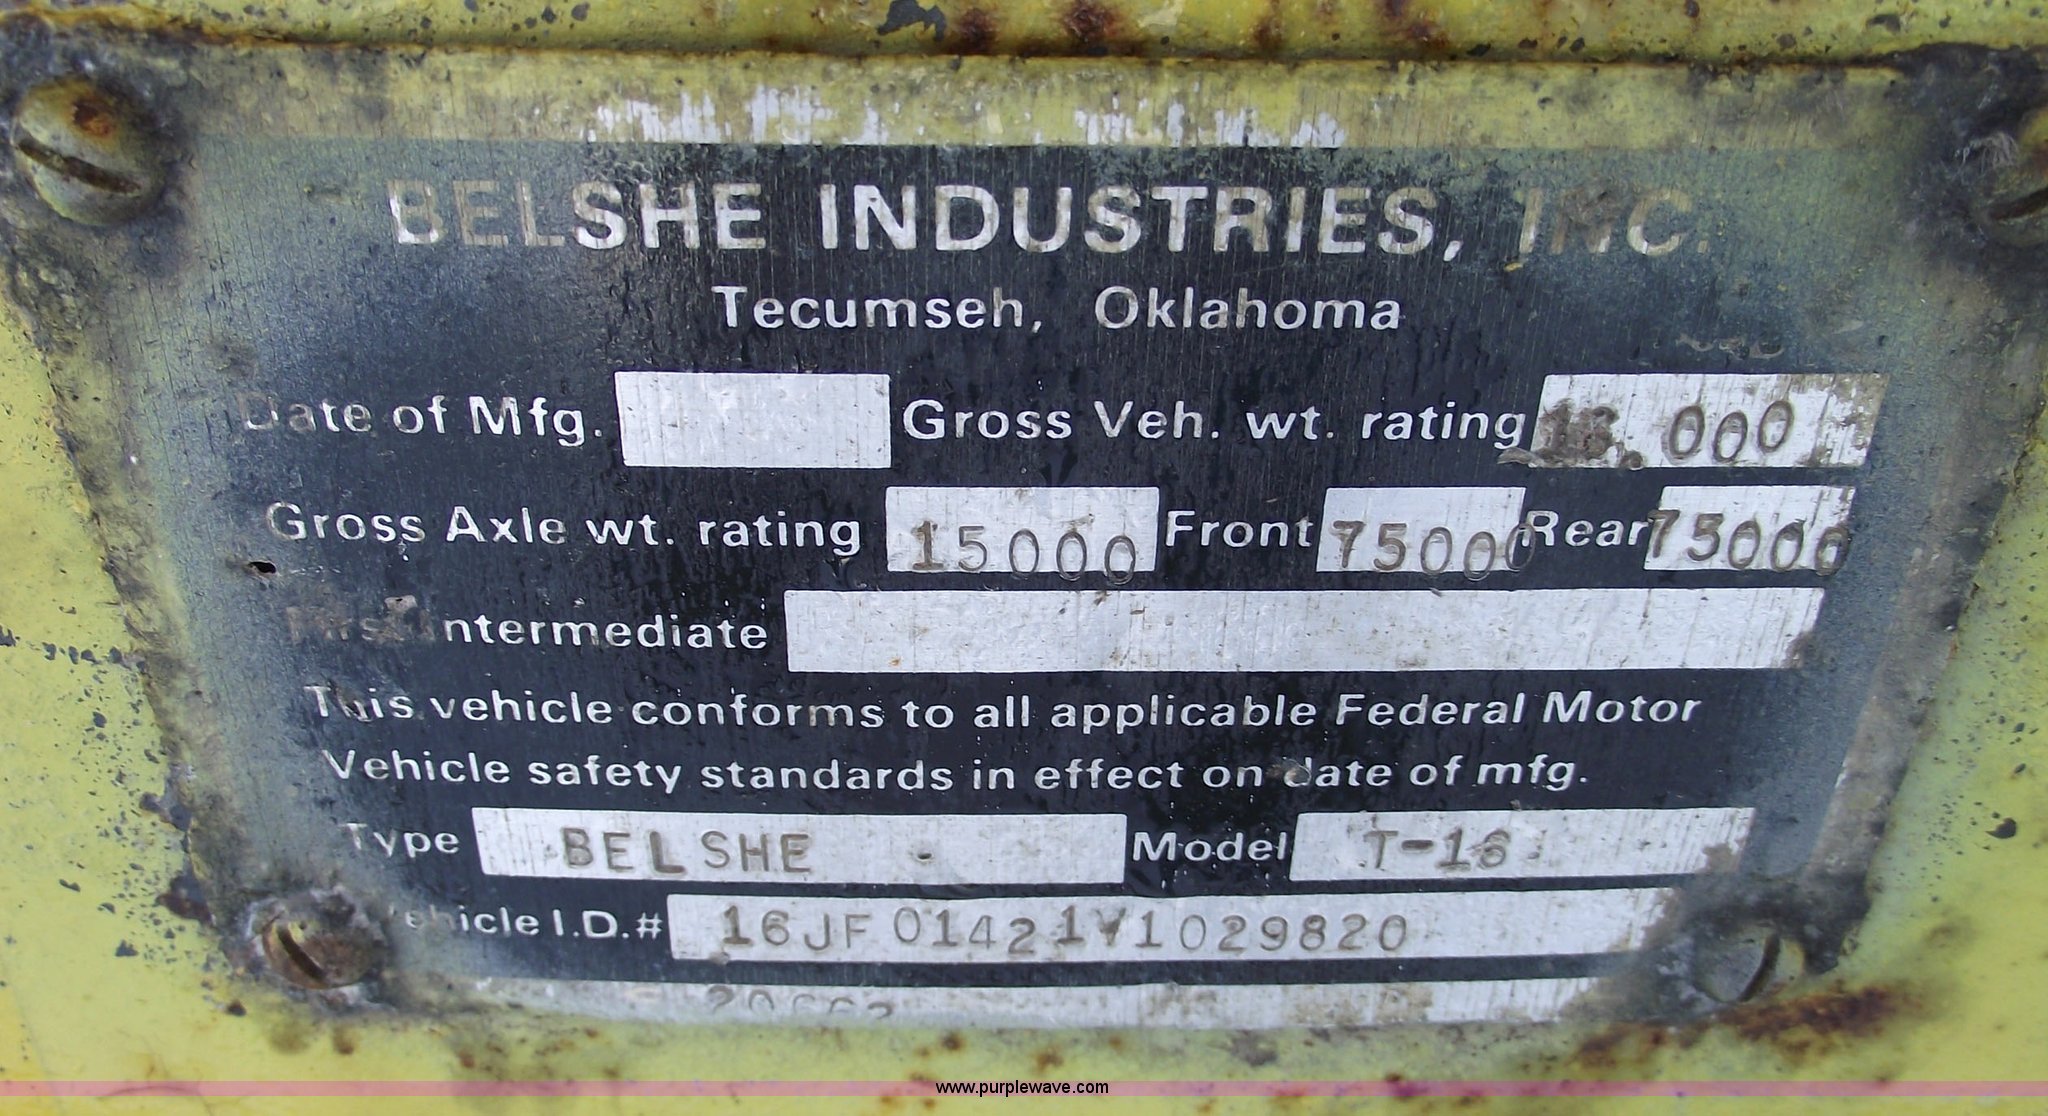 BELSHE INDUSTRIES, INC.
Tecumseh, Oklahoma
Date of Mfg. Gross Veh. wt. rating 000
Gross Axle wt. rating 15000 Front 75000 Rear 75000
First Intermediate
This vehicle conforms to all applicable Federal Motor
Vehicle safety standards in effect on date of mfg.
Type BELSHE Model T-16
Vehicle I.D.# 16JF01421V1029820
www.purplewave.com